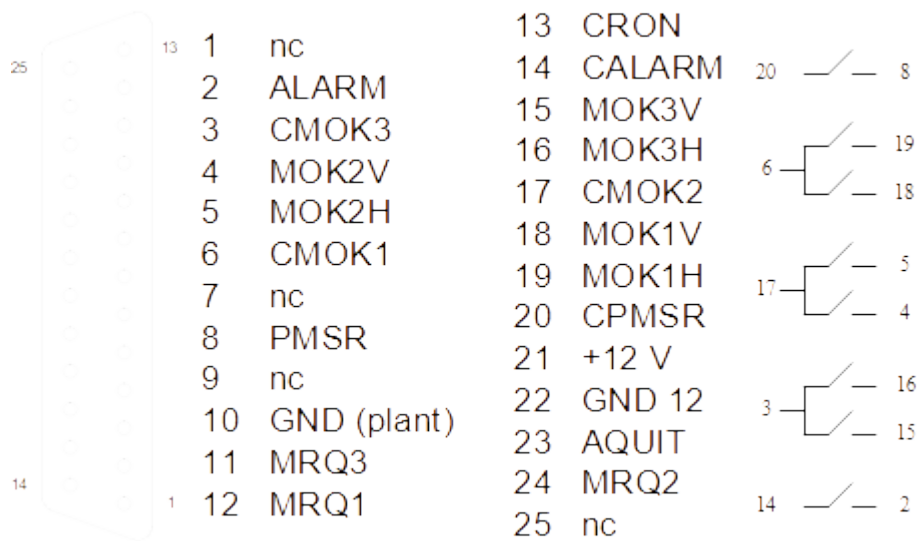 13
25
14
1
1 nc
2 ALARM
3 CMOK3
4 MOK2V
5 MOK2H
6 CMOK1
7 nc
8 PMSR
9 nc
10 GND (plant)
11 MRQ3
12 MRQ1
13 CRON
14 CALARM
15 MOK3V
16 MOK3H
17 CMOK2
18 MOK1V
19 MOK1H
20 CPMSR
21 +12 V
22 GND 12
23 AQUIT
24 MRQ2
25 nc
20 8
19
6
18
5
17
4
16
3
15
14 2